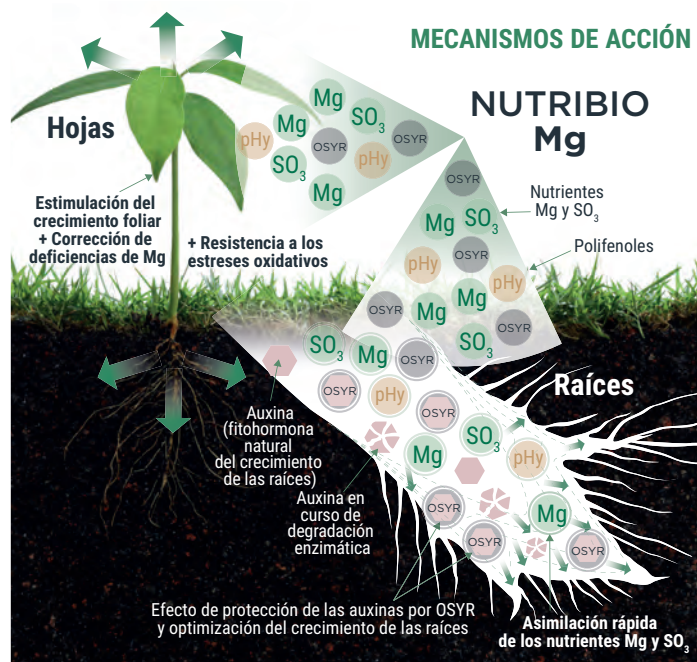 MECANISMOS DE ACCIÓN
NUTRIBIO
Mg
Hojas
Mg
Mg
SO3
pHy
OSYR
OSYR
SO3
pHy
Mg
Estimulación del
crecimiento foliar
+ Corrección de
deficiencias de Mg
+ Resistencia a los
estreses oxidativos
OSYR
Mg
SO3
Nutrientes
Mg y SO3
OSYR
Polifenoles
pHy
pHy
Mg
OSYR
Mg
OSYR
SO3
SO3
Mg
OSYR
Raíces
OSYR
pHy
OSYR
Auxina
(fitohormona
natural
del crecimiento
de las raíces)
SO3
Mg
pHy
Auxina en
curso de
degradación
enzimática
OSYR
Mg
OSYR
OSYR
Efecto de protección de las auxinas por OSYR
y optimización del crecimiento de las raíces
Asimilación rápida
de los nutrientes Mg y SO3